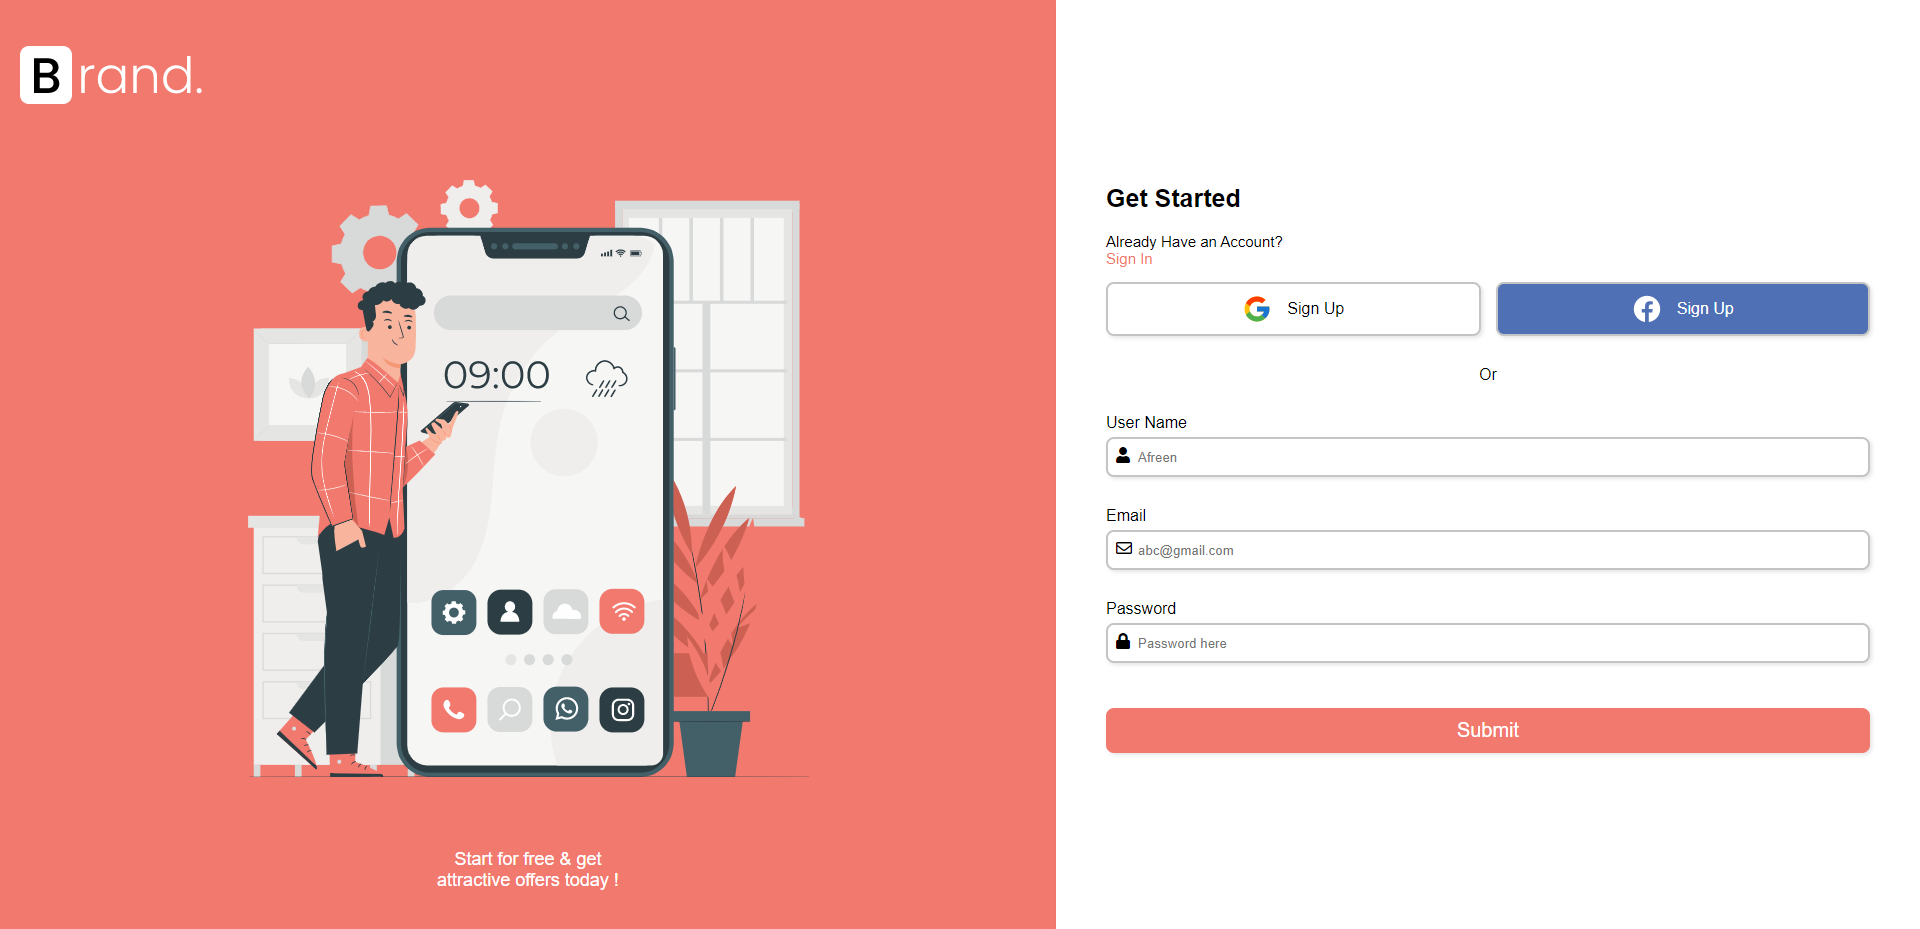 Brand.
09:00
Start for free & get
attractive offers today !
Get Started
Already Have an Account?
Sign In
Sign Up
Sign Up
Or
User Name
Afreen
Email
abc@gmail.com
Password
Password here
Submit